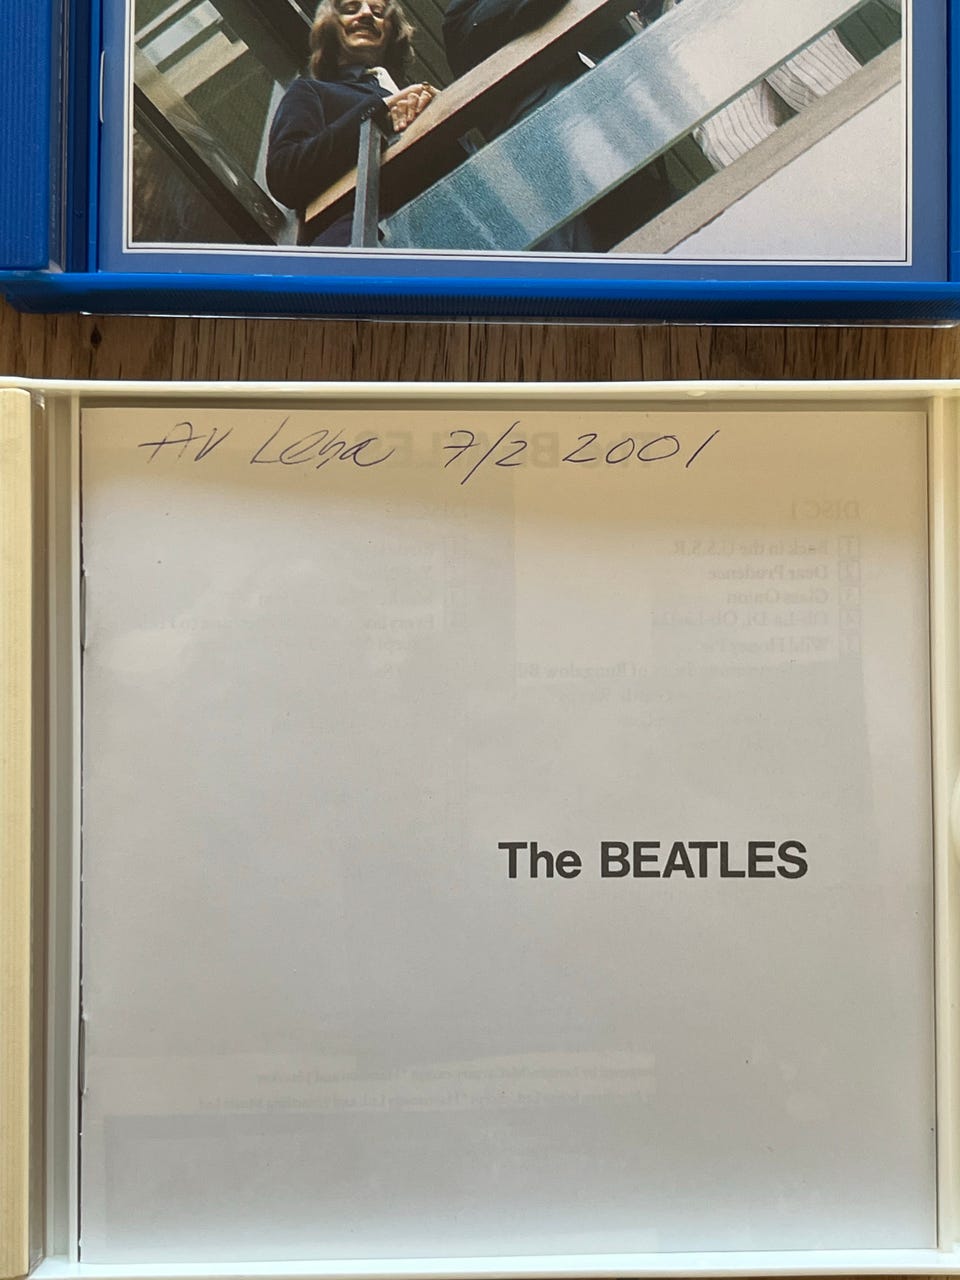 Av Lena 7/2 2001
The BEATLES